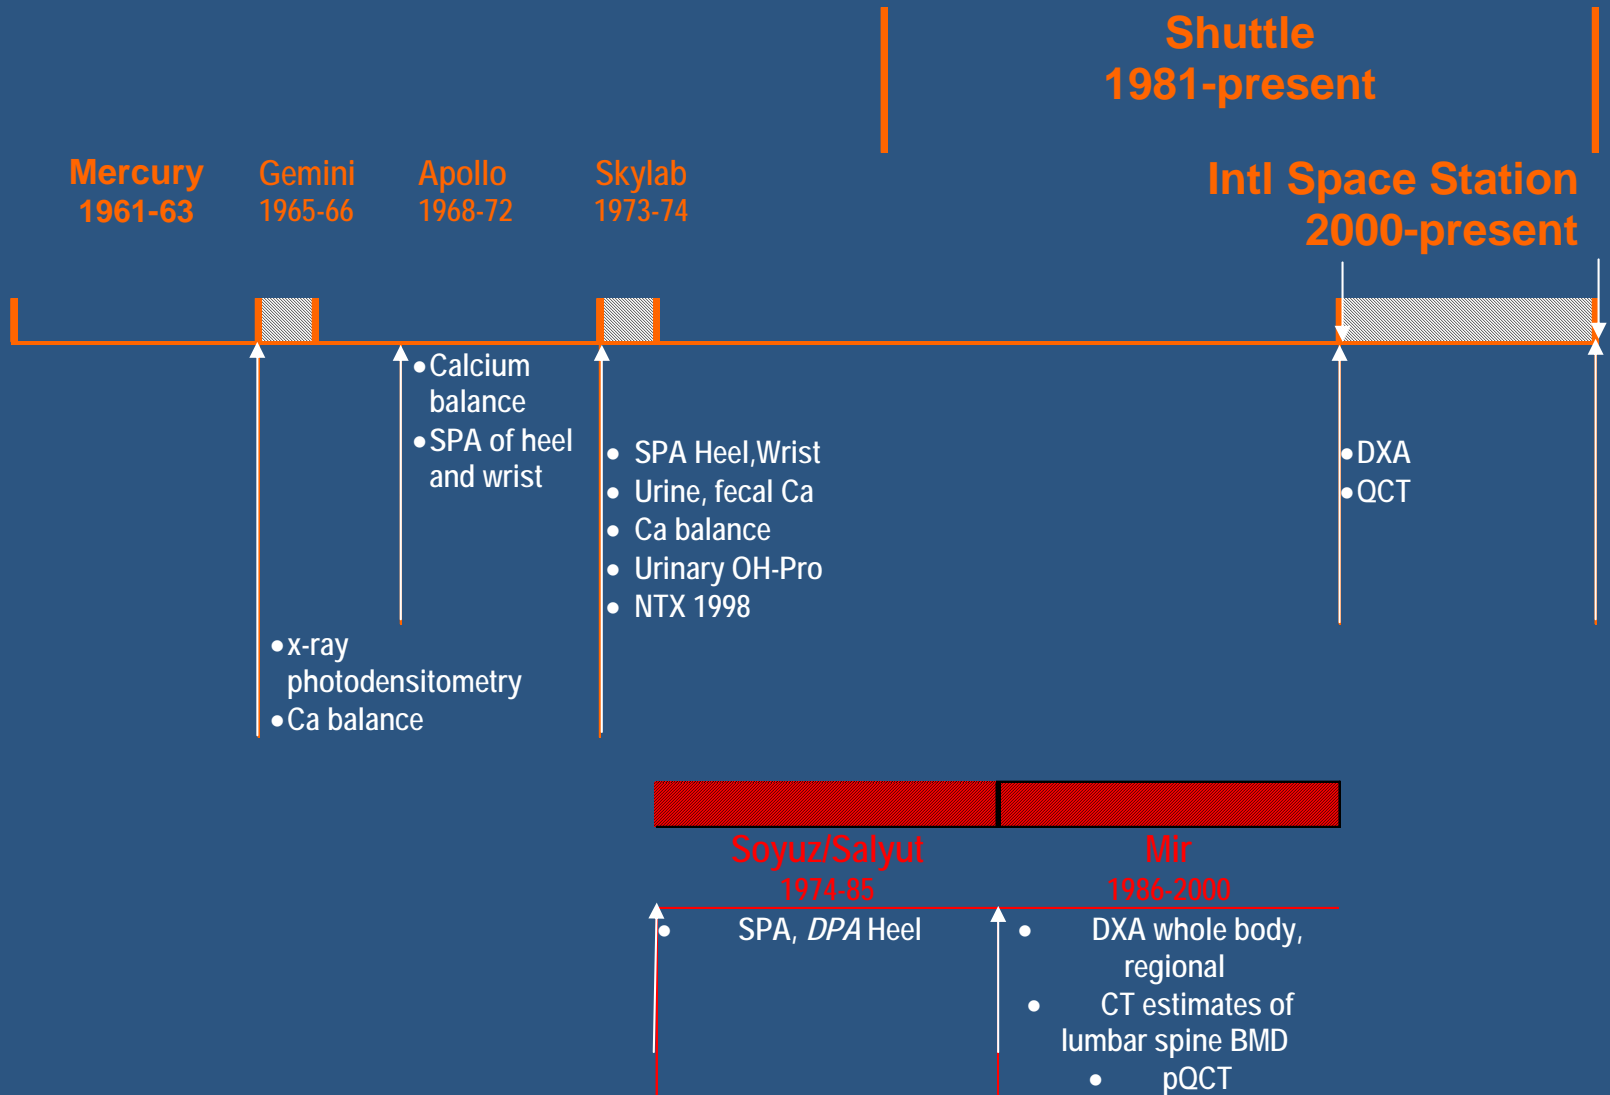 Shuttle
1981-present
Mercury
1961-63
Gemini
1965-66
Apollo
1968-72
Skylab
1973-74
Intl Space Station
2000-present
•Calcium
balance
•SPA of heel
and wrist
• SPA Heel,Wrist
• Urine, fecal Ca
• Ca balance
• Urinary OH-Pro
• NTX 1998
•DXA
•QCT
•x-ray
photodensitometry
•Ca balance
Soyuz/Salyut
1974-85
Mir
1986-2000
• SPA, DPA Heel
• DXA whole body,
regional
• CT estimates of
lumbar spine BMD
• pQCT